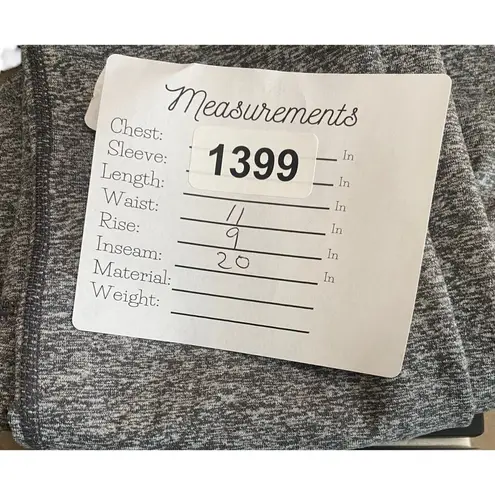 Measurements
Chest: In
Sleeve: 1399 In
Length: In
Waist: 11 In
Rise: 9 In
Inseam: 20 In
Material:
Weight: